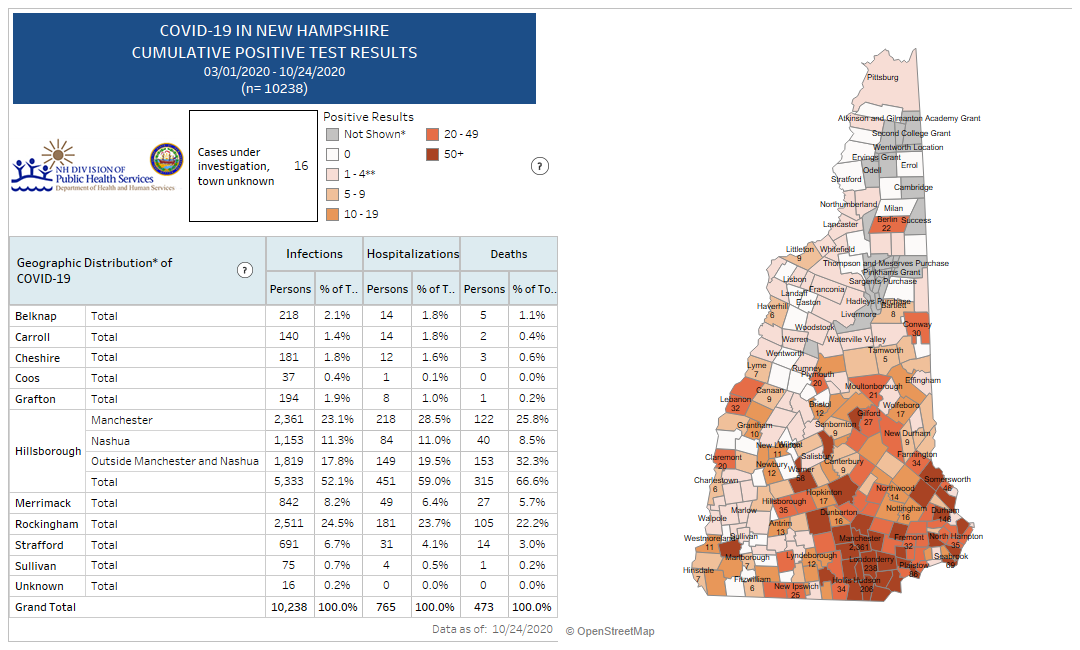 COVID-19 IN NEW HAMPSHIRE
CUMULATIVE POSITIVE TEST RESULTS
03/01/2020 - 10/24/2020
(n= 10238)
NH DIVISION OF
Public Health Services
Department of Health and Human Services
Cases under
investigation, 16
town unknown
Positive Results
Not Shown* 20 - 49
0 50+
1 - 4**
5 - 9
10 - 19
?
Geographic Distribution* of
COVID-19
?
Infections Hospitalizations Deaths
Persons % of T.. Persons % of T.. Persons % of To..
Belknap Total 218 2.1% 14 1.8% 5 1.1%
Carroll Total 140 1.4% 14 1.8% 2 0.4%
Cheshire Total 181 1.8% 12 1.6% 3 0.6%
Coos Total 37 0.4% 1 0.1% 0 0.0%
Grafton Total 194 1.9% 8 1.0% 1 0.2%
Hillsborough Manchester 2,361 23.1% 218 28.5% 122 25.8%
Nashua 1,153 11.3% 84 11.0% 40 8.5%
Outside Manchester and Nashua 1,819 17.8% 149 19.5% 153 32.3%
Total 5,333 52.1% 451 59.0% 315 66.6%
Merrimack Total 842 8.2% 49 6.4% 27 5.7%
Rockingham Total 2,511 24.5% 181 23.7% 105 22.2%
Strafford Total 691 6.7% 31 4.1% 14 3.0%
Sullivan Total 75 0.7% 4 0.5% 1 0.2%
Unknown Total 16 0.2% 0 0.0% 0 0.0%
Grand Total 10,238 100.0% 765 100.0% 473 100.0%
Data as of: 10/24/2020
© OpenStreetMap
Pittsburg
Atkinson and Gilmanton Academy Grant
Second College Grant
Wentworth Location
Ervings Grant
Errol
Odell
Stratford
Cambridge
Northumberland
Milan
Berlin Success
22
Lancaster
Littleton Whitefield
9
Thompson and Meserves Purchase
Pinkhams Grant
Lisbon
Sargents Purchase
Landaff Franconia
Easton
Hadleys Purchase
Haverhill
6
Bartlett
8
Livermore
Woodstock
Conway
30
Warren
Waterville Valley
Wentworth
Tamworth
5
Lyme
7
Rumney
Plymouth
20
Effingham
Moultonborough
21
Canaan
9
Lebanon
32
Bristol
12
Wolfeboro
17
Gilford
27
Grantham
10
Sanbornton
9
New Durham
9
New London
11
Wilmot
Claremont
20
Salisbury
Farmington
34
Newbury
12
Canterbury
9
Warner
58
Charlestown
6
Somersworth
46
Northwood
14
Hopkinton
17
Hillsborough
35
Marlow
Nottingham
16
Durham
148
Walpole
Dunbarton
16
Antrim
13
Westmoreland
11
Sullivan
Manchester
2,361
Fremont
32
North Hampton
35
Marlborough
7
Lyndeborough
12
Londonderry
238
Seabrook
69
Plaistow
86
Hinsdale
7
Fitzwilliam
6
New Ipswich
25
Hollis Hudson
34 206